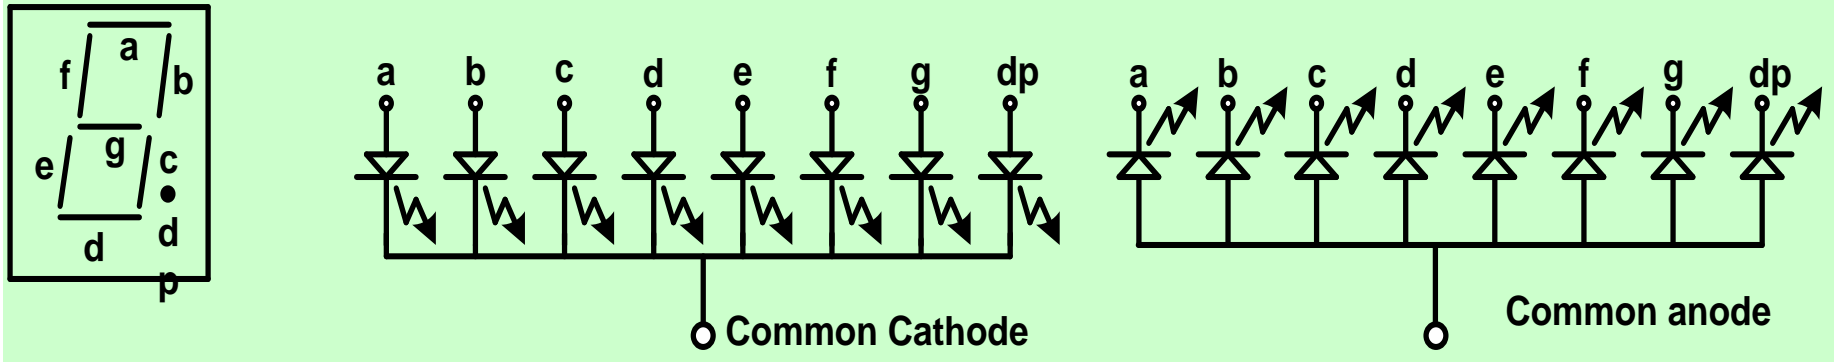 a
f
b
g
e
c
d
d
p
a b c d e f g dp
Common Cathode
a b c d e f g dp
Common anode